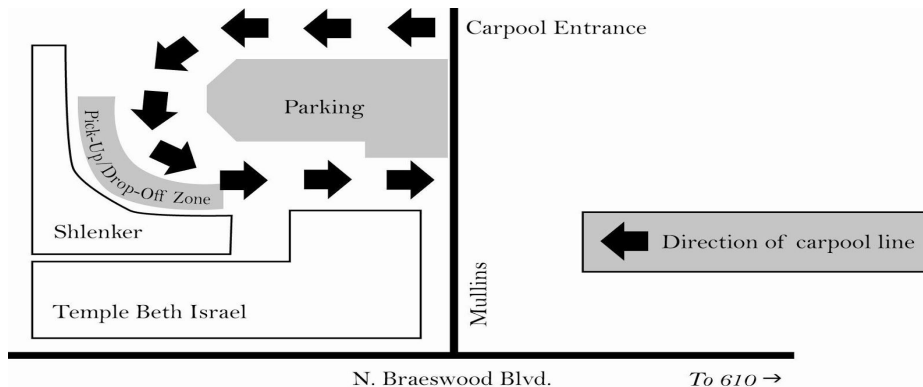 Carpool Entrance
Parking
Pick-Up/Drop-Off Zone
Shlenker
Direction of carpool line
Mullins
Temple Beth Israel
N. Braeswood Blvd.
To 610 →